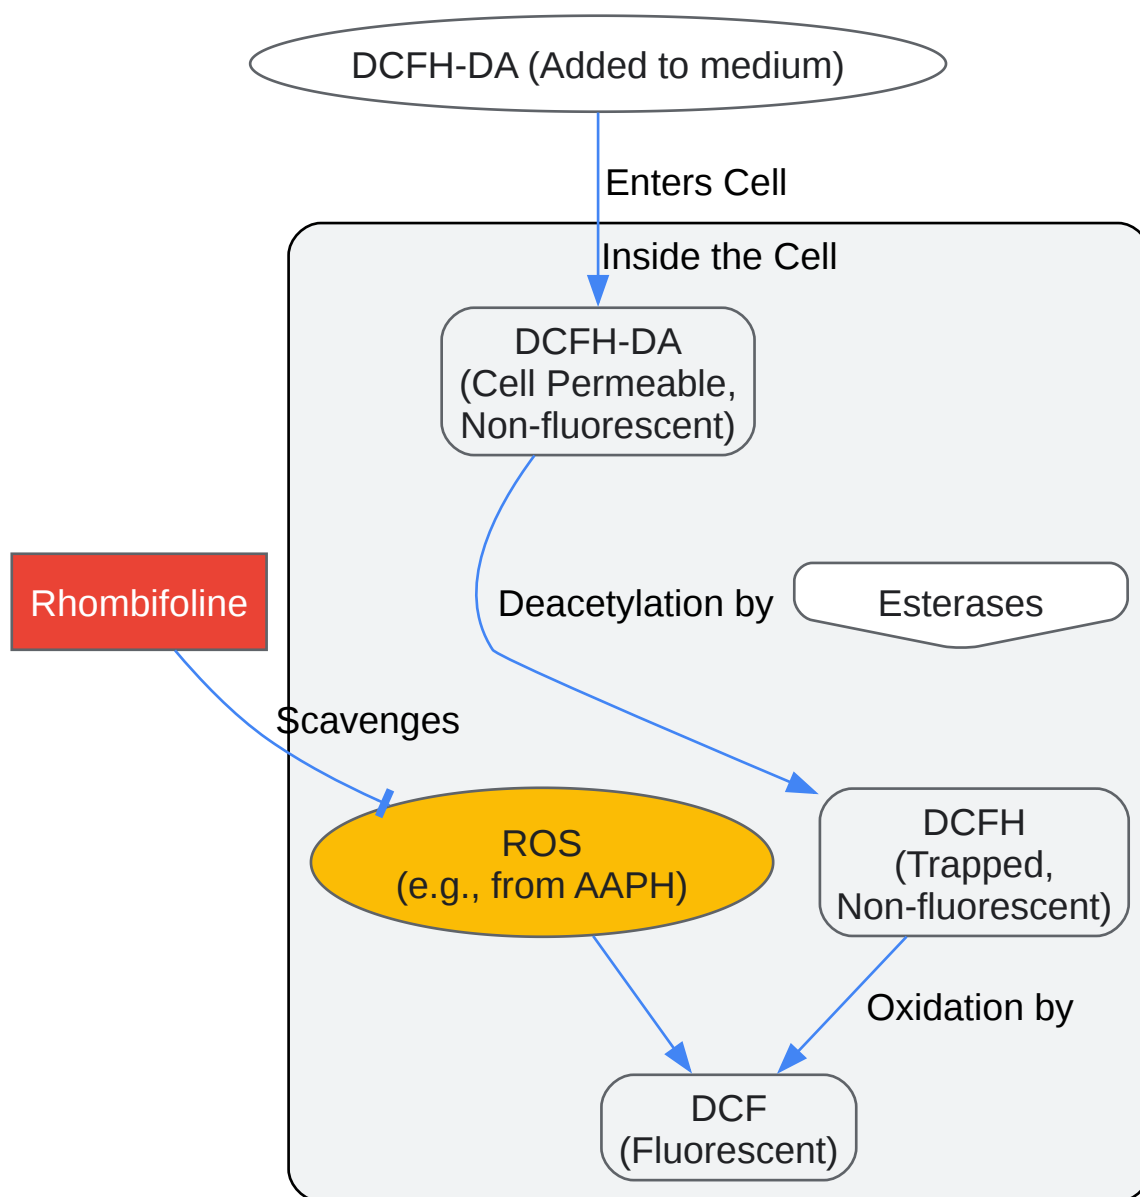 DCFH-DA (Added to medium)
Enters Cell
Inside the Cell
DCFH-DA
(Cell Permeable,
Non-fluorescent)
Rhombifoline
Deacetylation by
Esterases
Scavenges
ROS
(e.g., from AAPH)
DCFH
(Trapped,
Non-fluorescent)
Oxidation by
DCF
(Fluorescent)